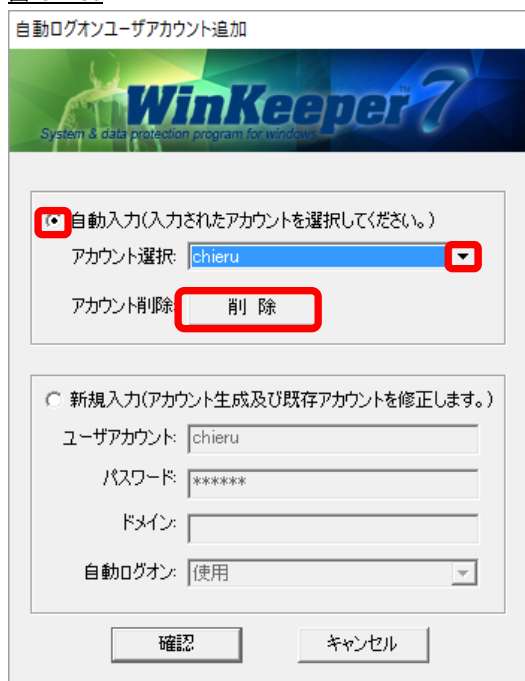 自動ログオンユーザアカウント追加
WinKeeper 7
™
System & data protection program for windows
自動入力(入力されたアカウントを選択してください。)
アカウント選択: chieru
アカウント削除: 削 除
新規入力(アカウント生成及び既存アカウントを修正します。)
ユーザアカウント: chieru
パスワード: ******
ドメイン:
自動ログオン: 使用
確認 キャンセル